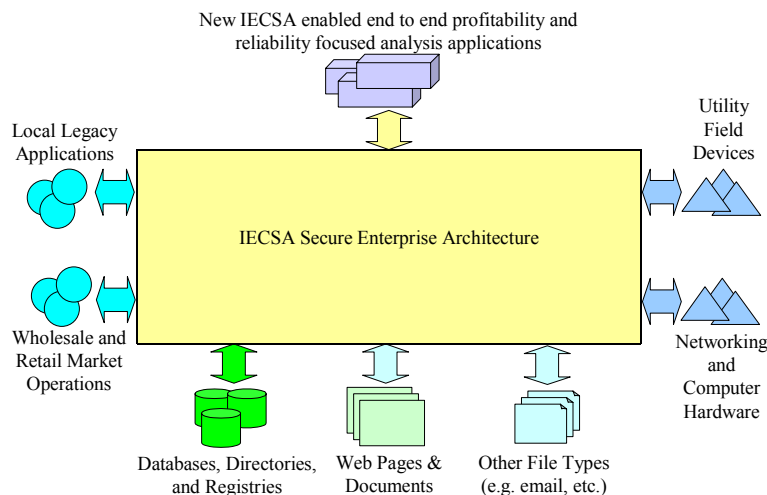 New IECSA enabled end to end profitability and
reliability focused analysis applications
Local Legacy
Applications
Utility
Field
Devices
IECSA Secure Enterprise Architecture
Wholesale and
Retail Market
Operations
Networking
and
Computer
Hardware
Databases, Directories,
and Registries
Web Pages &
Documents
Other File Types
(e.g. email, etc.)